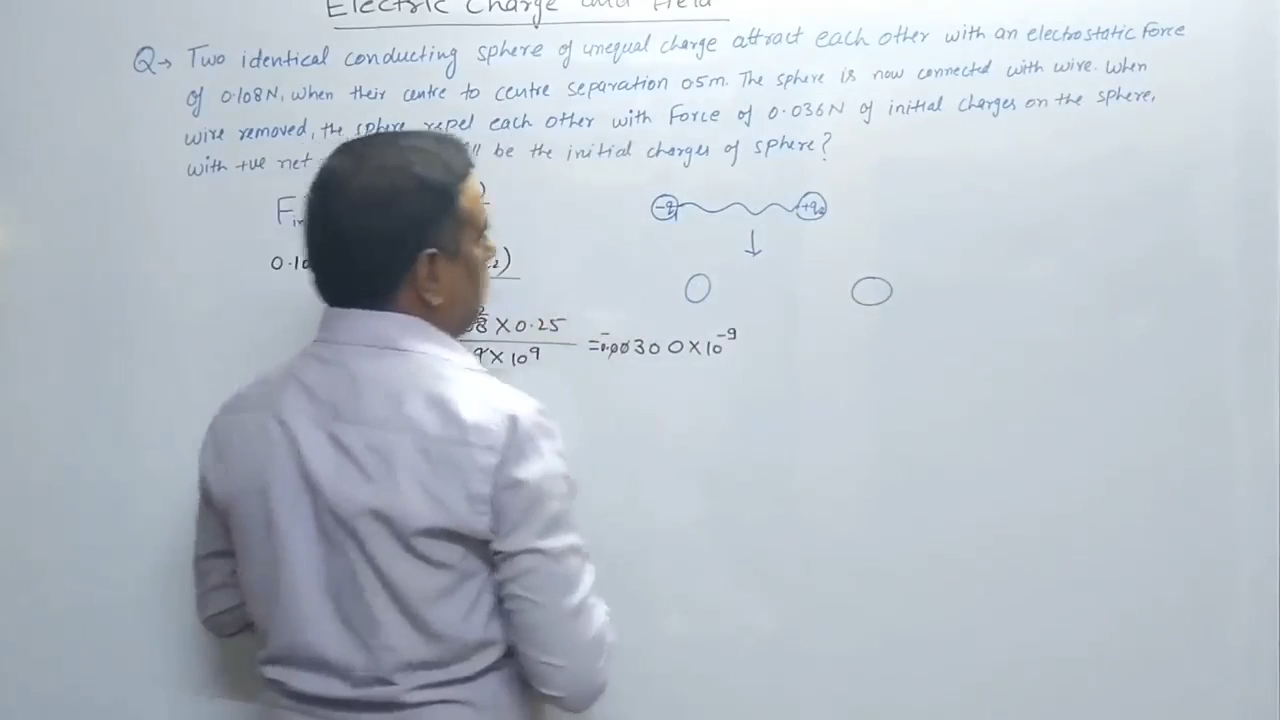 Electric Charge and Field
Q→ Two identical conducting sphere of unequal charge attract each other with an electrostatic Force
of 0.108N, when their centre to centre separation 0.5m. The sphere is now connected with wire. When
wire removed, the sphere repel each other with Force of 0.036N of initial charges on the sphere,
with +ve net be the initial charges of sphere?
F
-q₁ +q₂
0.10
× 0.25
9×10⁹
300×10⁻⁹